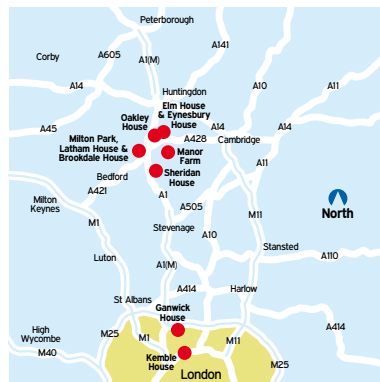 Peterborough
Corby
A605
A1(M)
A141
A14
Huntingdon
A10
A11
Elm House
& Eynesbury
House
Oakley
House
A45
A14
A14
A428
Cambridge
Milton Park,
Latham House &
Brookdale House
Manor
Farm
A11
Bedford
Sheridan
House
A421
A1
A505
Milton
Keynes
M1
M11
North
Stevenage
A10
Stansted
Luton
A1(M)
A110
A414
Harlow
St Albans
Ganwick
House
A414
High
Wycombe
M25
M1
M11
M40
Kemble
House
M25
London